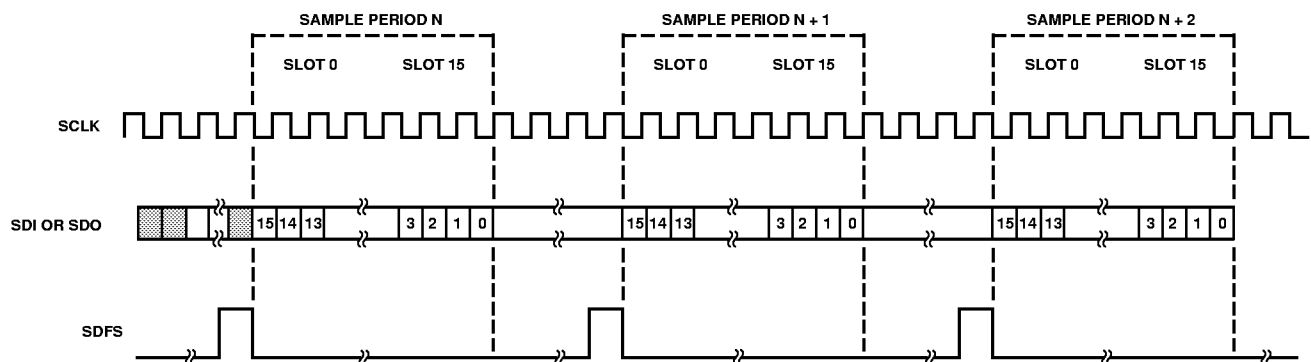 SAMPLE PERIOD N SAMPLE PERIOD N + 1 SAMPLE PERIOD N + 2
SLOT 0 SLOT 15 SLOT 0 SLOT 15 SLOT 0 SLOT 15
SCLK
SDI OR SDO 15 14 13 3 2 1 0 15 14 13 3 2 1 0 15 14 13 3 2 1 0
SDFS